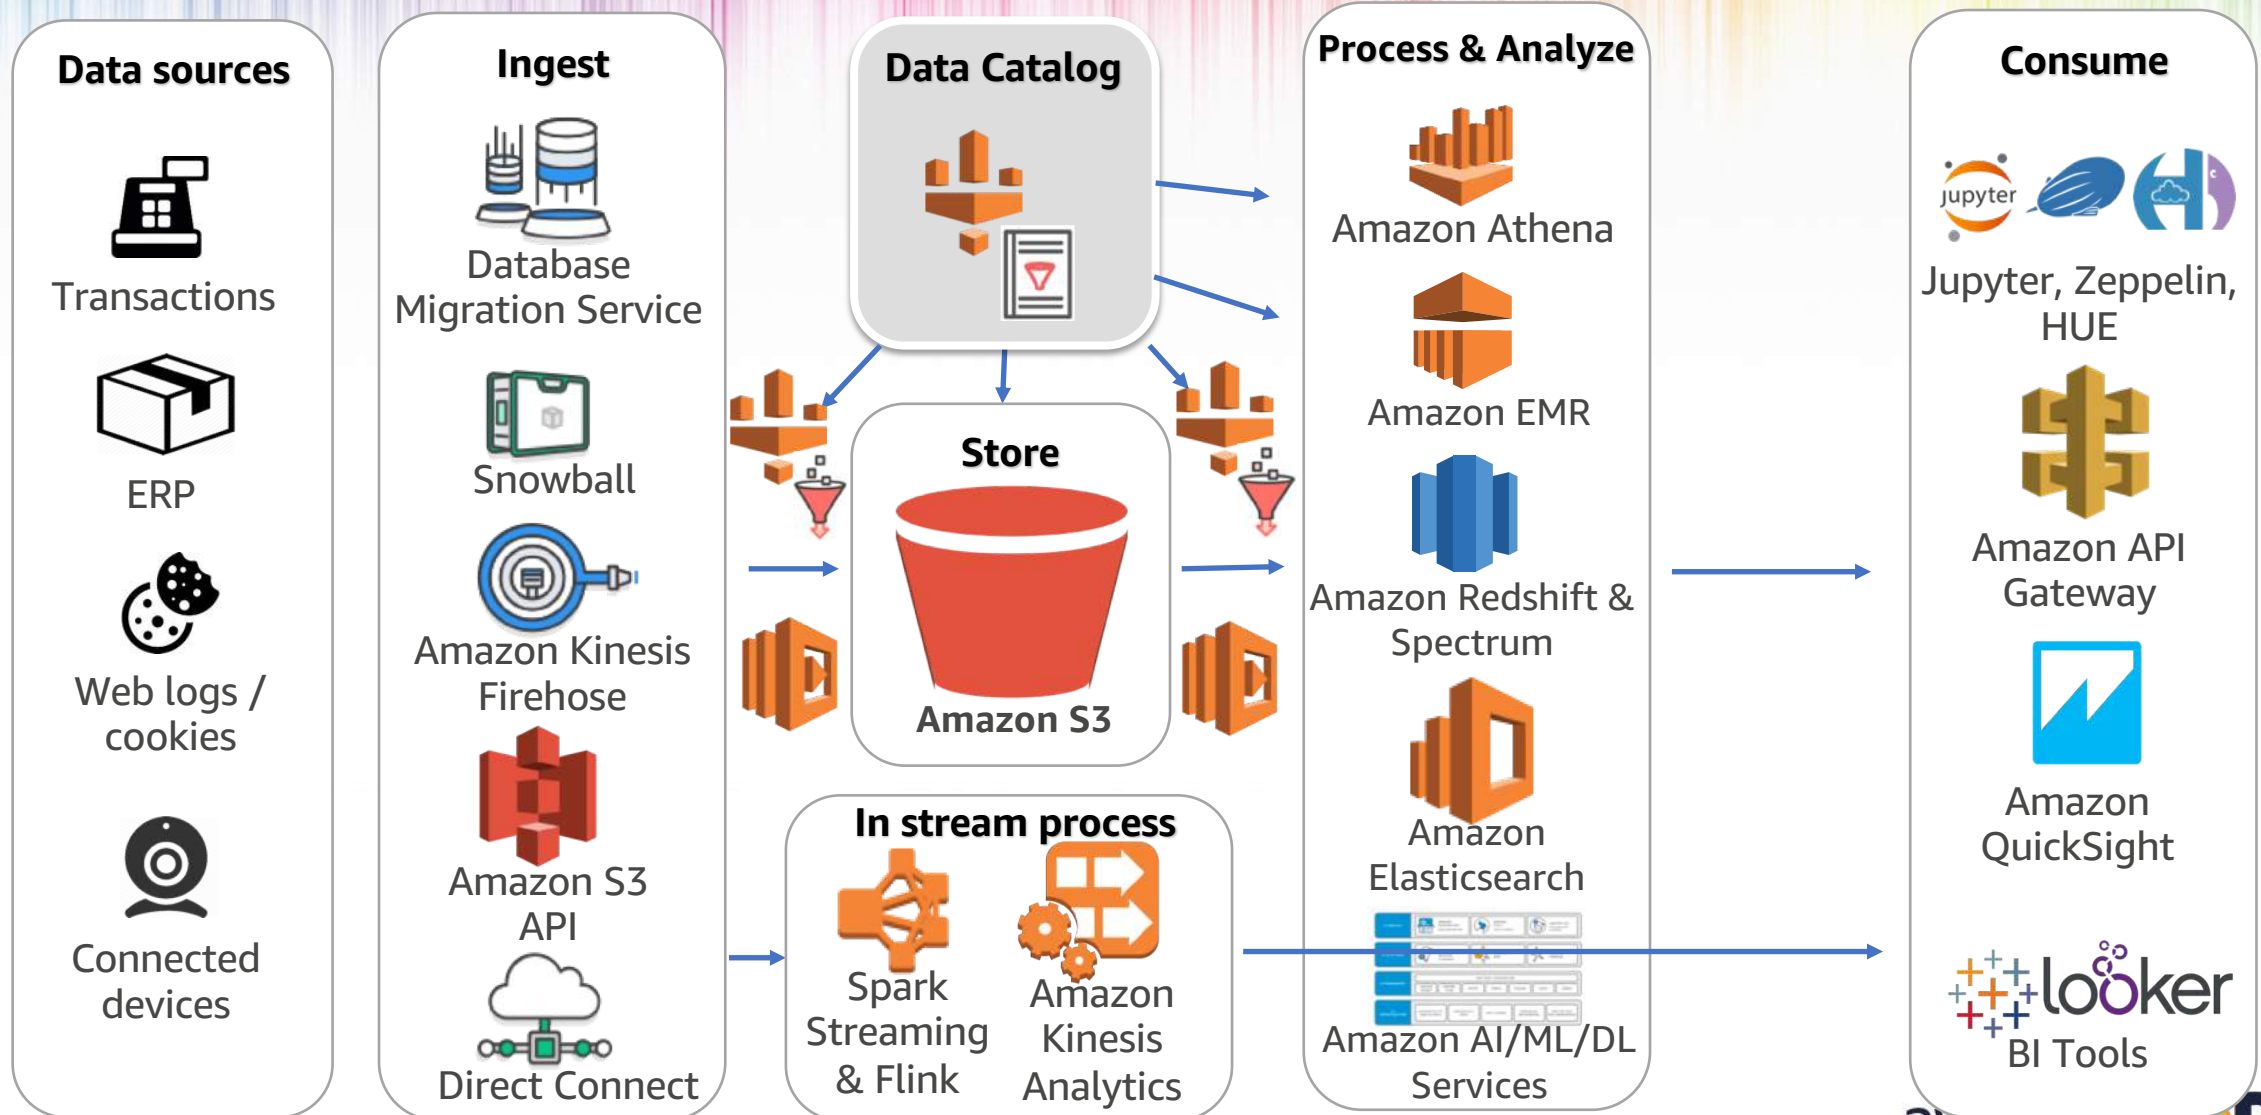 Data sources
Transactions
ERP
Web logs /
cookies
Connected
devices
Ingest
Database
Migration Service
Snowball
Amazon Kinesis
Firehose
Amazon S3
API
Direct Connect
Data Catalog
Store
Amazon S3
In stream process
Spark
Streaming
& Flink
Amazon
Kinesis
Analytics
Process & Analyze
Amazon Athena
Amazon EMR
Amazon Redshift &
Spectrum
Amazon
Elasticsearch
Amazon AI/ML/DL
Services
Consume
jupyter
Jupyter, Zeppelin,
HUE
Amazon API
Gateway
Amazon
QuickSight
looker
BI Tools